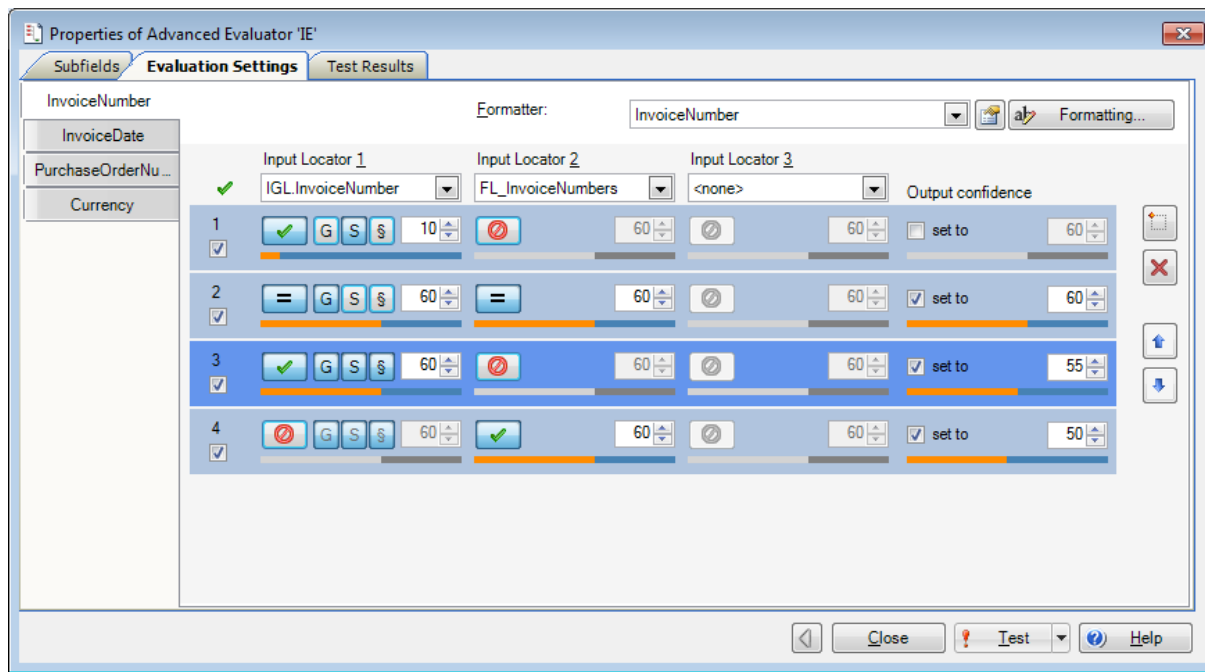 Properties of Advanced Evaluator 'IE'
Subfields Evaluation Settings Test Results
InvoiceNumber
InvoiceDate
PurchaseOrderNu...
Currency
Formatter: InvoiceNumber Formatting...
Input Locator 1 Input Locator 2 Input Locator 3
IGL.InvoiceNumber FL_InvoiceNumbers <none> Output confidence
1 G S § 10 60 60 set to 60
2 = G S § 60 = 60 60 set to 60
3 G S § 60 60 60 set to 55
4 G S § 60 60 60 set to 50
Close Test Help